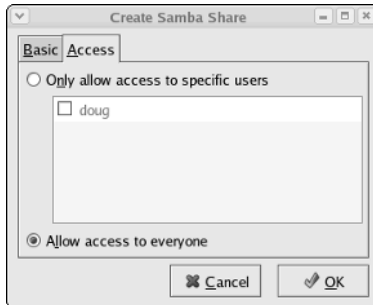 Create Samba Share
Basic Access
Only allow access to specific users
doug
Allow access to everyone
Cancel OK